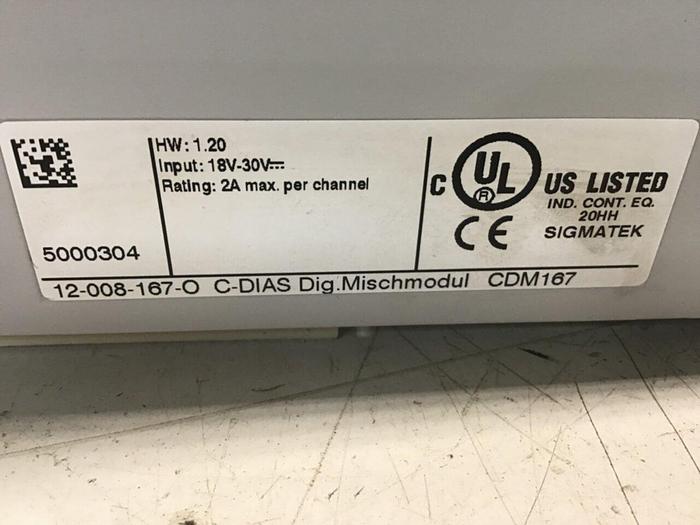 HW: 1.20
Input: 18V-30V⎓
Rating: 2A max. per channel
5000304
C UL ® US LISTED
IND. CONT. EQ.
20HH
CE SIGMATEK
12-008-167-O C-DIAS Dig.Mischmodul CDM167